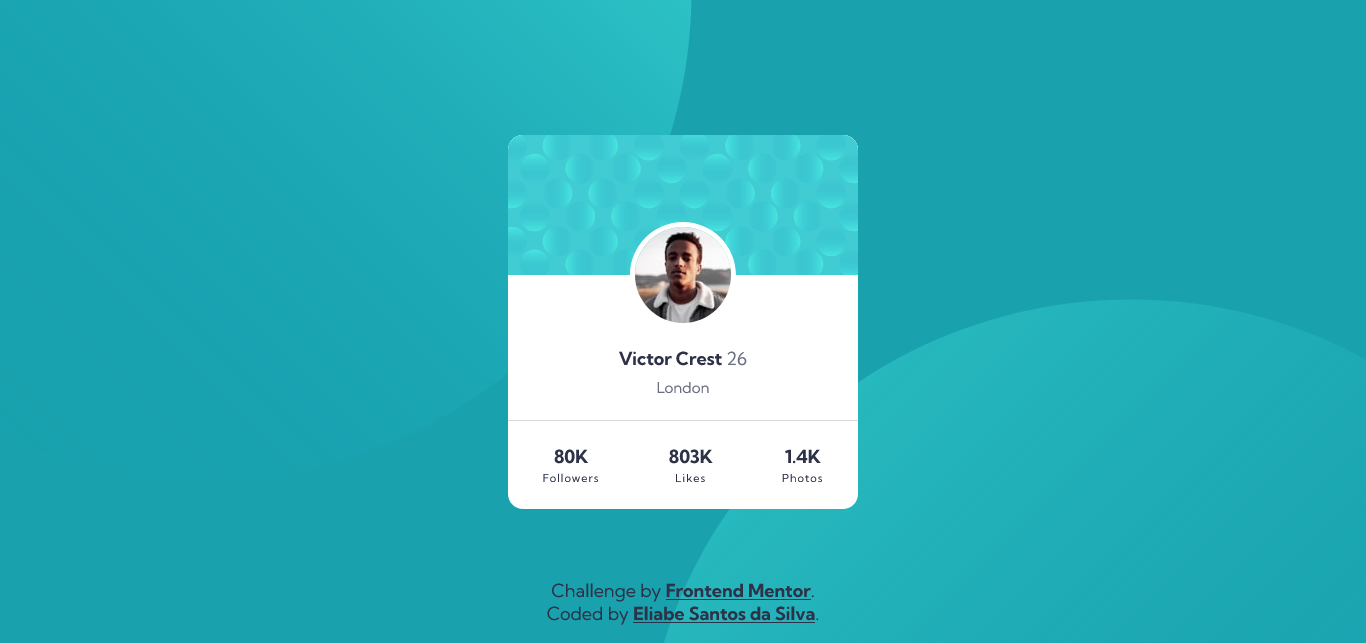 Victor Crest 26
London
80K 803K 1.4K
Followers Likes Photos
Challenge by Frontend Mentor.
Coded by Eliabe Santos da Silva.